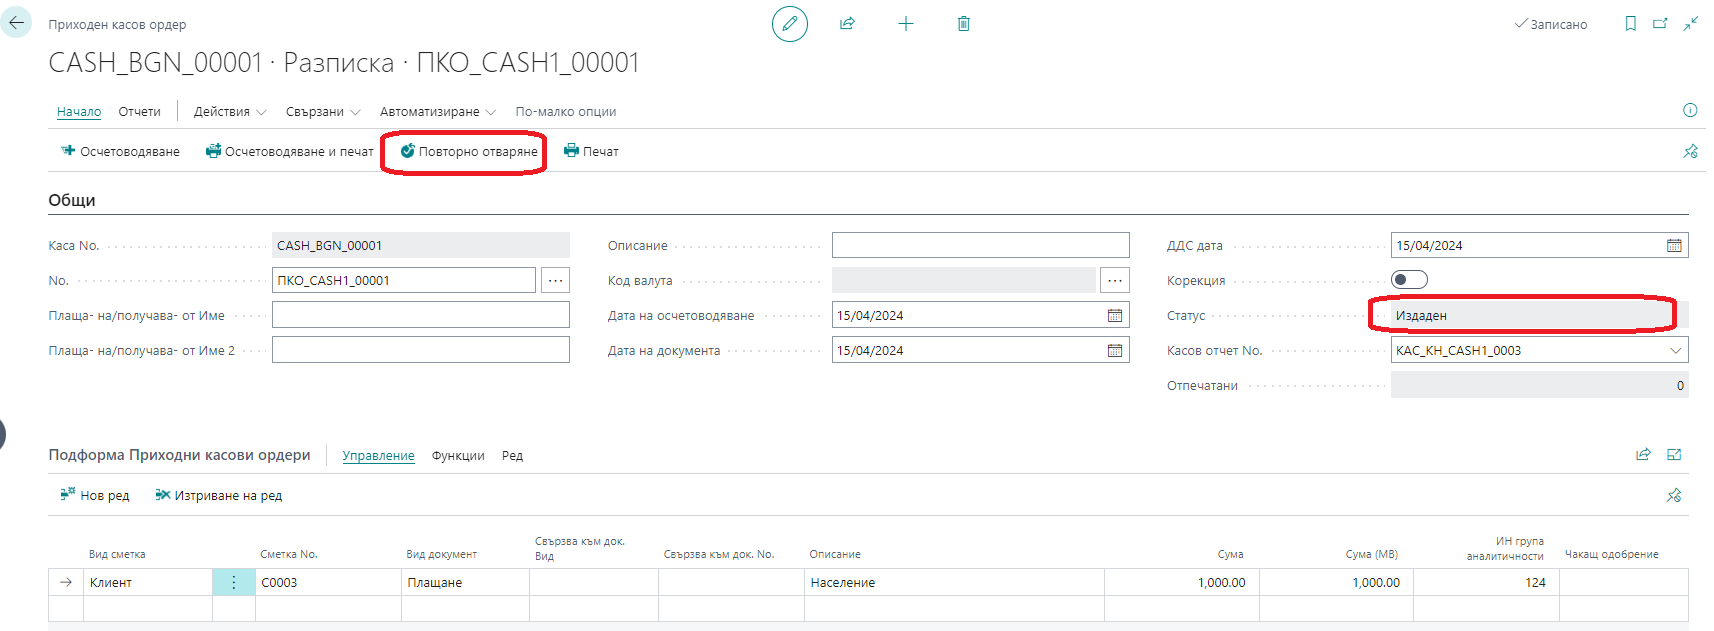 Приходен касов ордер
Записано
CASH_BGN_00001 · Разписка · ПКО_CASH1_00001
Начало Отчети Действия Свързани Автоматизиране По-малко опции
Осчетоводяване Осчетоводяване и печат Повторно отваряне Печат
Общи
Каса No. CASH_BGN_00001
No. ПКО_CASH1_00001
Плаща- на/получава- от Име
Плаща- на/получава- от Име 2
Описание
Код валута
Дата на осчетоводяване 15/04/2024
Дата на документа 15/04/2024
ДДС дата 15/04/2024
Корекция
Статус Издаден
Касов отчет No. КАС_КН_CASH1_0003
Отпечатани 0
Подформа Приходни касови ордери Управление Функции Ред
Нов ред Изтриване на ред
Вид сметка Сметка No. Вид документ Свързва към док. Вид Свързва към док. No. Описание Сума Сума (МВ) ИН група аналитичности Чакащ одобрение
Клиент C0003 Плащане Население 1,000.00 1,000.00 124